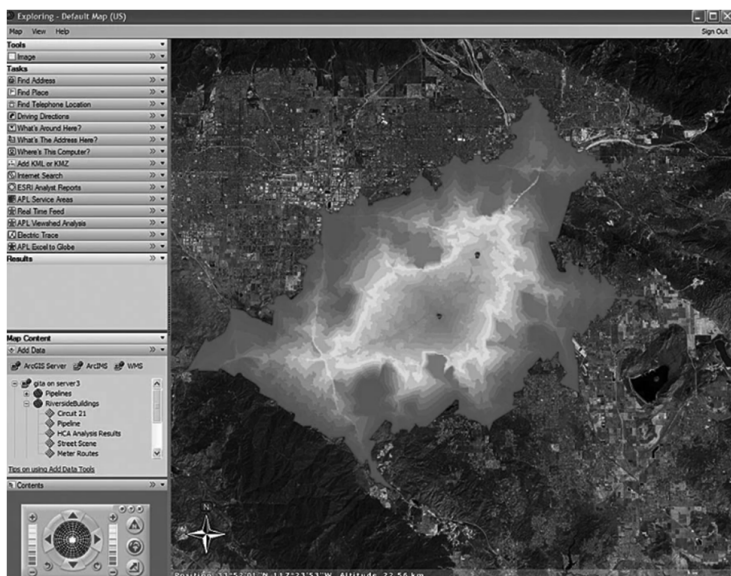 Exploring - Default Map (US)
Map View Help Sign Out
Tools
Image
Tasks
Find Address
Find Place
Find Telephone Location
Driving Directions
What's Around Here?
What's The Address Here?
Where's This Computer?
Add KML or KMZ
Internet Search
ESRI Analyst Reports
APL Service Areas
Real Time Feed
APL Viewshed Analysis
Electric Trace
APL Excel to Globe
Results
Map Content
Add Data
ArcGIS Server ArcIMS WMS
gita on server3
Pipelines
RiversideBuildings
Circuit 21
Pipeline
HCA Analysis Results
Street Scene
Meter Routes
Tips on using Add Data Tools
Contents
N
N
Altitude
km